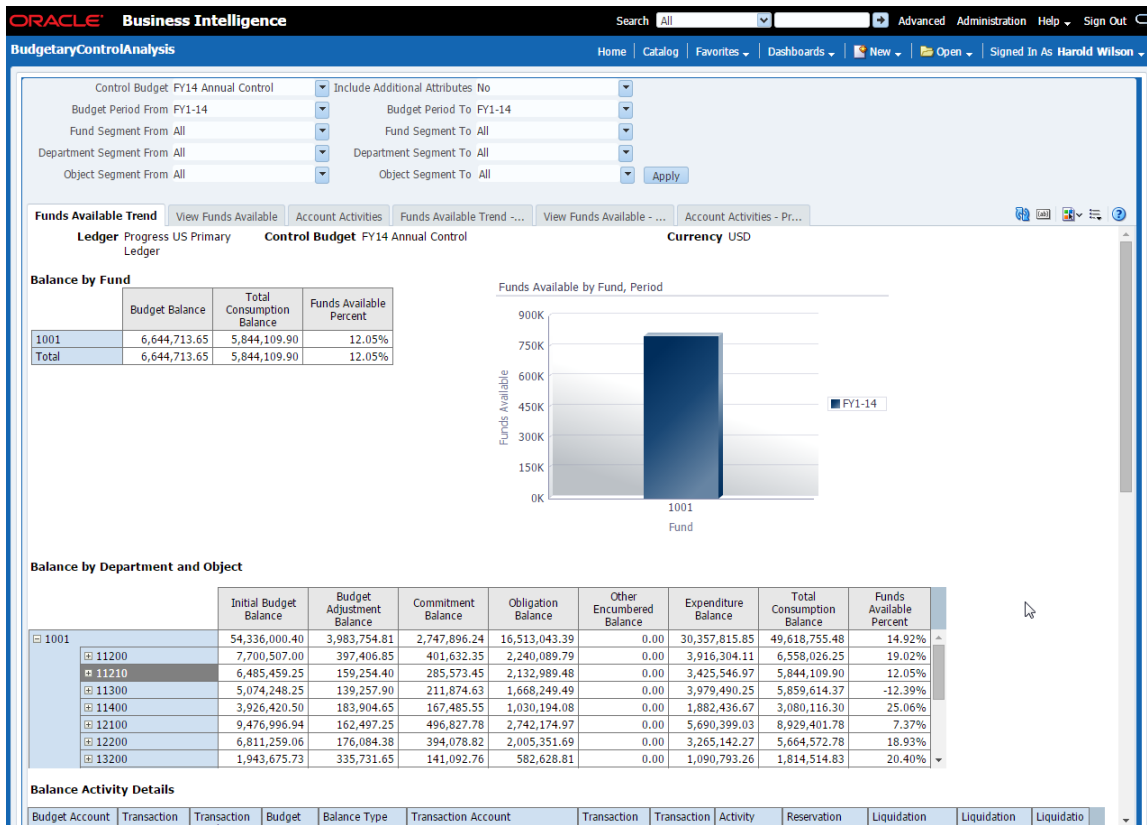 ORACLE Business Intelligence Search All Advanced Administration Help Sign Out
BudgetaryControlAnalysis Home Catalog Favorites Dashboards New Open Signed In As Harold Wilson
Control Budget FY14 Annual Control Include Additional Attributes No
Budget Period From FY1-14 Budget Period To FY1-14
Fund Segment From All Fund Segment To All
Department Segment From All Department Segment To All
Object Segment From All Object Segment To All Apply
Funds Available Trend View Funds Available Account Activities Funds Available Trend -... View Funds Available - ... Account Activities - Pr...
Ledger Progress US Primary Ledger Control Budget FY14 Annual Control Currency USD
Balance by Fund
Budget Balance Total Consumption Balance Funds Available Percent
1001 6,644,713.65 5,844,109.90 12.05%
Total 6,644,713.65 5,844,109.90 12.05%
Funds Available by Fund, Period
900K
750K
600K
450K
300K
150K
0K
Funds Available
FY1-14
1001
Fund
Balance by Department and Object
Initial Budget Balance Budget Adjustment Balance Commitment Balance Obligation Balance Other Encumbered Balance Expenditure Balance Total Consumption Balance Funds Available Percent
1001 54,336,000.40 3,983,754.81 2,747,896.24 16,513,043.39 0.00 30,357,815.85 49,618,755.48 14.92%
11200 7,700,507.00 397,406.85 401,632.35 2,240,089.79 0.00 3,916,304.11 6,558,026.25 19.02%
11210 6,485,459.25 159,254.40 285,573.45 2,132,989.48 0.00 3,425,546.97 5,844,109.90 12.05%
11300 5,074,248.25 139,257.90 211,874.63 1,668,249.49 0.00 3,979,490.25 5,859,614.37 -12.39%
11400 3,926,420.50 183,904.65 167,485.55 1,030,194.08 0.00 1,882,436.67 3,080,116.30 25.06%
12100 9,476,996.94 162,497.25 496,827.78 2,742,174.97 0.00 5,690,399.03 8,929,401.78 7.37%
12200 6,811,259.06 176,084.38 394,078.82 2,005,351.69 0.00 3,265,142.27 5,664,572.78 18.93%
13200 1,943,675.73 335,731.65 141,092.76 582,628.81 0.00 1,090,793.26 1,814,514.83 20.40%
Balance Activity Details
Budget Account Transaction Transaction Budget Balance Type Transaction Account Transaction Transaction Activity Reservation Liquidation Liquidation Liquidatio